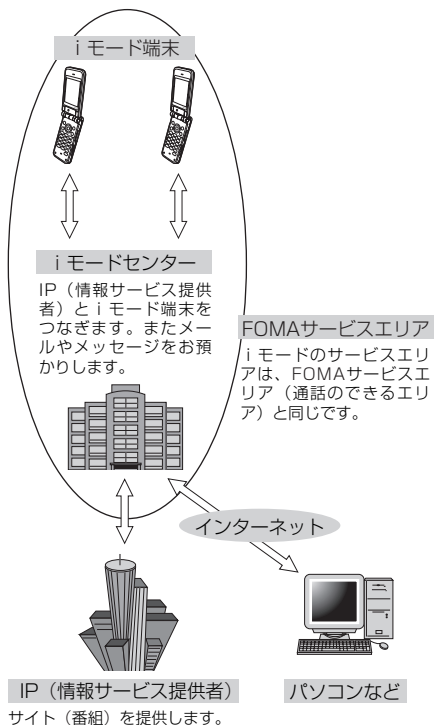 ｉモード端末
ｉモードセンター
IP（情報サービス提供
者）とｉモード端末を
つなぎます。またメー
ルやメッセージをお預
かりします。
FOMAサービスエリア
ｉモードのサービスエリ
アは、FOMAサービスエ
リア（通話のできるエリ
ア）と同じです。
インターネット
IP（情報サービス提供者）
サイト（番組）を提供します。
パソコンなど